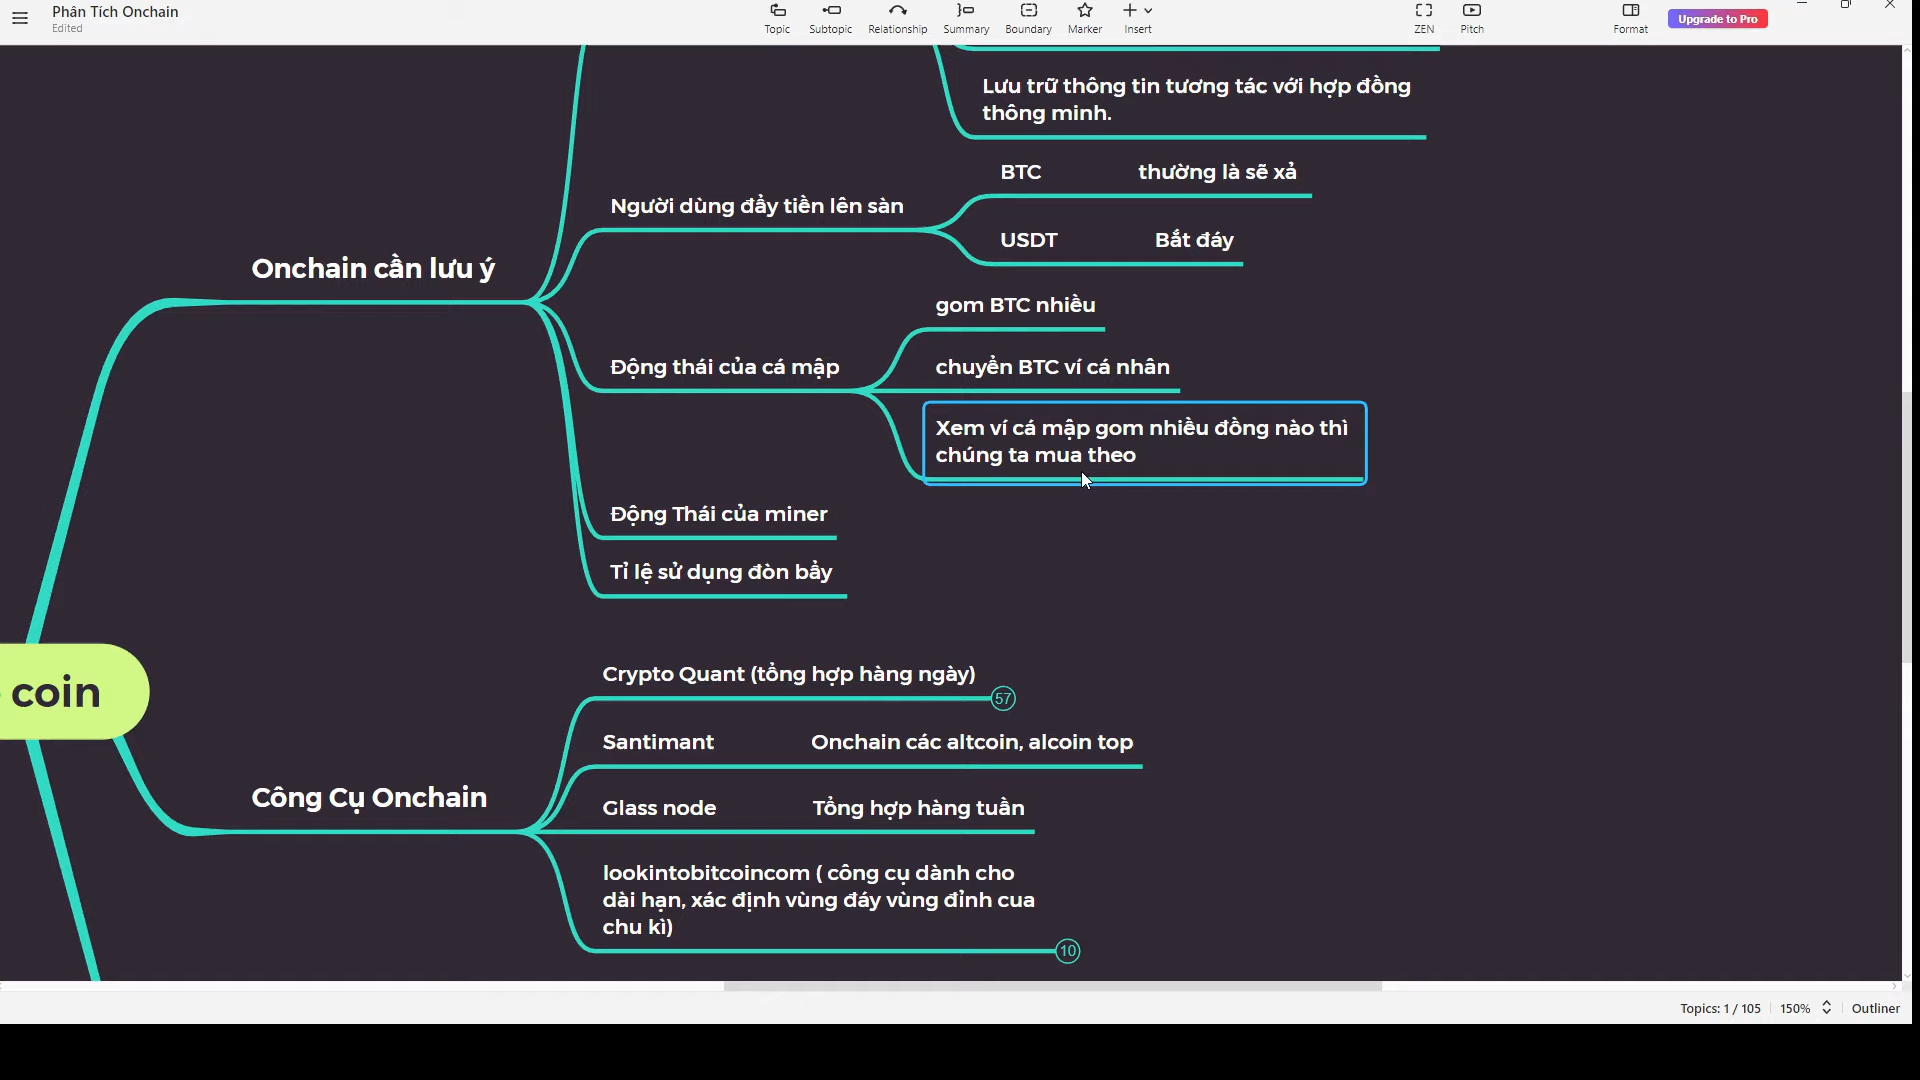 Phân Tích Onchain
Edited
Topic
Subtopic
Relationship
Summary
Boundary
Marker
Insert
ZEN
Pitch
Format
Upgrade to Pro
Lưu trữ thông tin tương tác với hợp đồng
thông minh.
Onchain cần lưu ý
Người dùng đẩy tiền lên sàn
BTC thường là sẽ xả
USDT Bắt đáy
Động thái của cá mập
gom BTC nhiều
chuyển BTC ví cá nhân
Xem ví cá mập gom nhiều đồng nào thì
chúng ta mua theo
Động Thái của miner
Tỉ lệ sử dụng đòn bẩy
coin
Công Cụ Onchain
Crypto Quant (tổng hợp hàng ngày)
57
Santimant Onchain các altcoin, alcoin top
Glass node Tổng hợp hàng tuần
lookintobitcoincom ( công cụ dành cho
dài hạn, xác định vùng đáy vùng đỉnh cua
chu kì)
10
Topics: 1 / 105
150%
Outliner